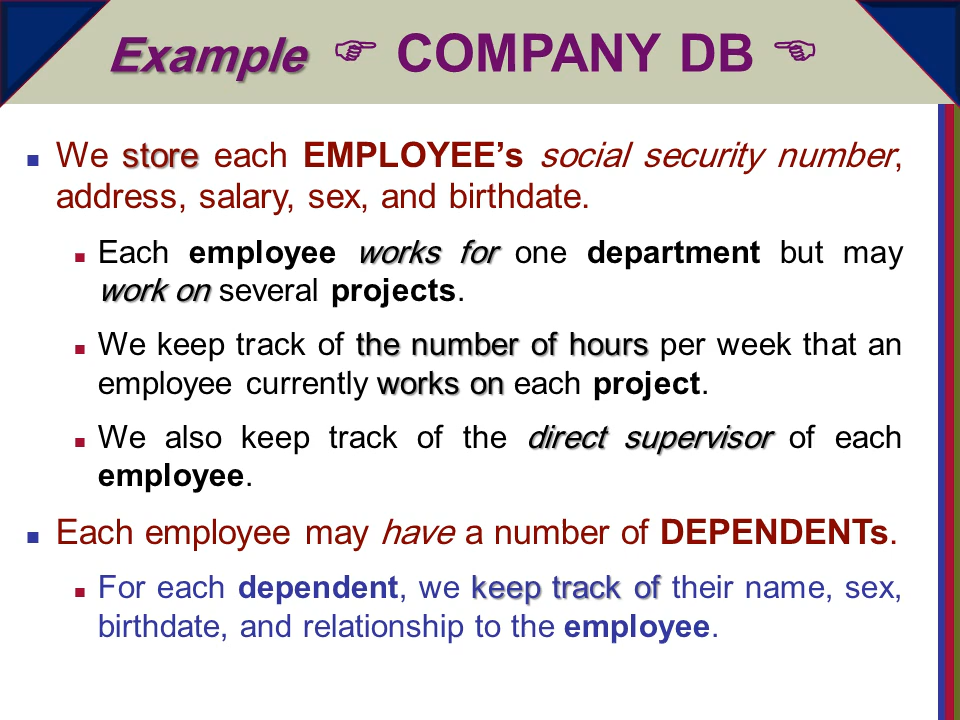 Example ☞ COMPANY DB ☜
We store each EMPLOYEE’s social security number,
address, salary, sex, and birthdate.
Each employee works for one department but may
work on several projects.
We keep track of the number of hours per week that an
employee currently works on each project.
We also keep track of the direct supervisor of each
employee.
Each employee may have a number of DEPENDENTs.
For each dependent, we keep track of their name, sex,
birthdate, and relationship to the employee.